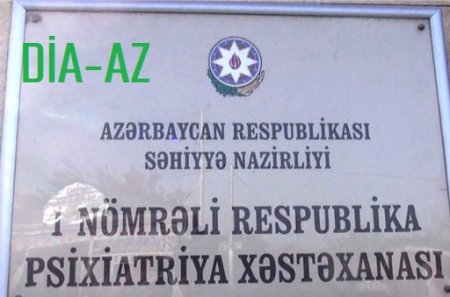 DİA-AZ
AZƏRBAYCAN RESPUBLİKASI
SƏHİYYƏ NAZİRLİYİ
1 NÖMRƏLİ RESPUBLİKA
PSİXİATRİYA XƏSTƏXANASI